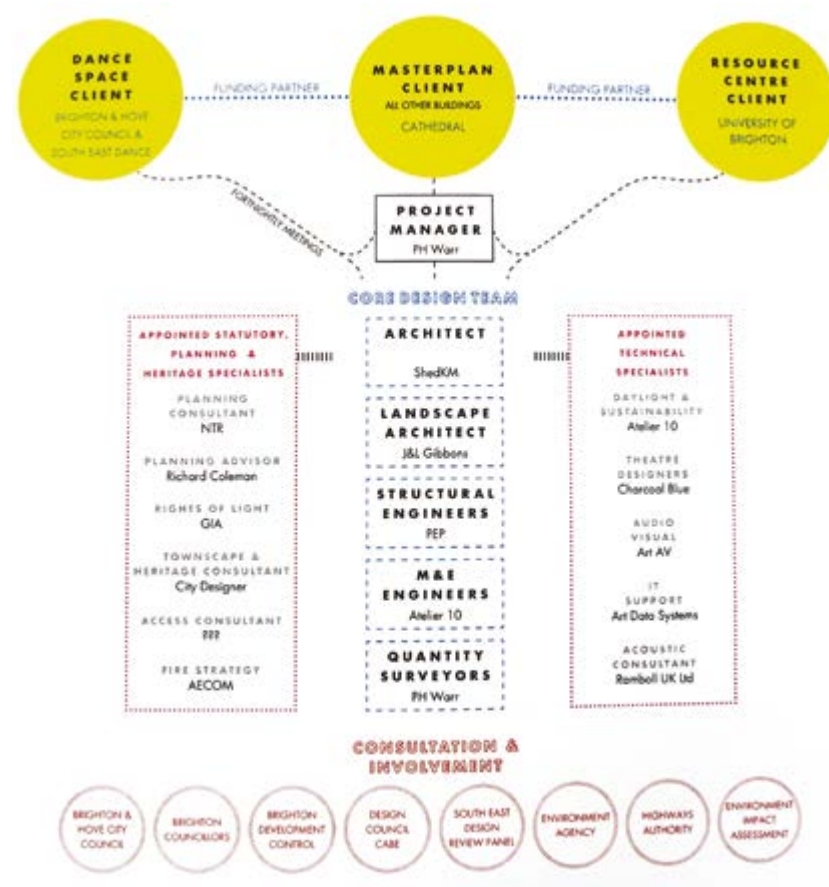 DANCE
SPACE
CLIENT
BRIGHTON & HOVE
CITY COUNCIL &
SOUTH EAST DANCE
FUNDING PARTNER
MASTERPLAN
CLIENT
ALL OTHER BUILDINGS
CATHEDRAL
FUNDING PARTNER
RESOURCE
CENTRE
CLIENT
UNIVERSITY OF
BRIGHTON
FORTNIGHTLY MEETINGS
PROJECT
MANAGER
PH Warr
CORE DESIGN TEAM
APPOINTED STATUTORY,
PLANNING &
HERITAGE SPECIALISTS
PLANNING
CONSULTANT
NTR
PLANNING ADVISOR
Richard Coleman
RIGHTS OF LIGHT
GIA
TOWNSCAPE &
HERITAGE CONSULTANT
City Designer
ACCESS CONSULTANT
???
FIRE STRATEGY
AECOM
ARCHITECT
ShedKM
LANDSCAPE
ARCHITECT
J&L Gibbons
STRUCTURAL
ENGINEERS
PEP
M&E
ENGINEERS
Atelier 10
QUANTITY
SURVEYORS
PH Warr
APPOINTED
TECHNICAL
SPECIALISTS
DAYLIGHT &
SUSTAINABILITY
Atelier 10
THEATRE
DESIGNERS
Charcoal Blue
AUDIO
VISUAL
Art AV
IT
SUPPORT
Art Data Systems
ACOUSTIC
CONSULTANT
Ramboll UK Ltd
CONSULTATION &
INVOLVEMENT
BRIGHTON &
HOVE CITY
COUNCIL
BRIGHTON
COUNCILLORS
BRIGHTON
DEVELOPMENT
CONTROL
DESIGN
COUNCIL
CABE
SOUTH EAST
DESIGN
REVIEW PANEL
ENVIRONMENT
AGENCY
HIGHWAYS
AUTHORITY
ENVIRONMENT
IMPACT
ASSESSMENT